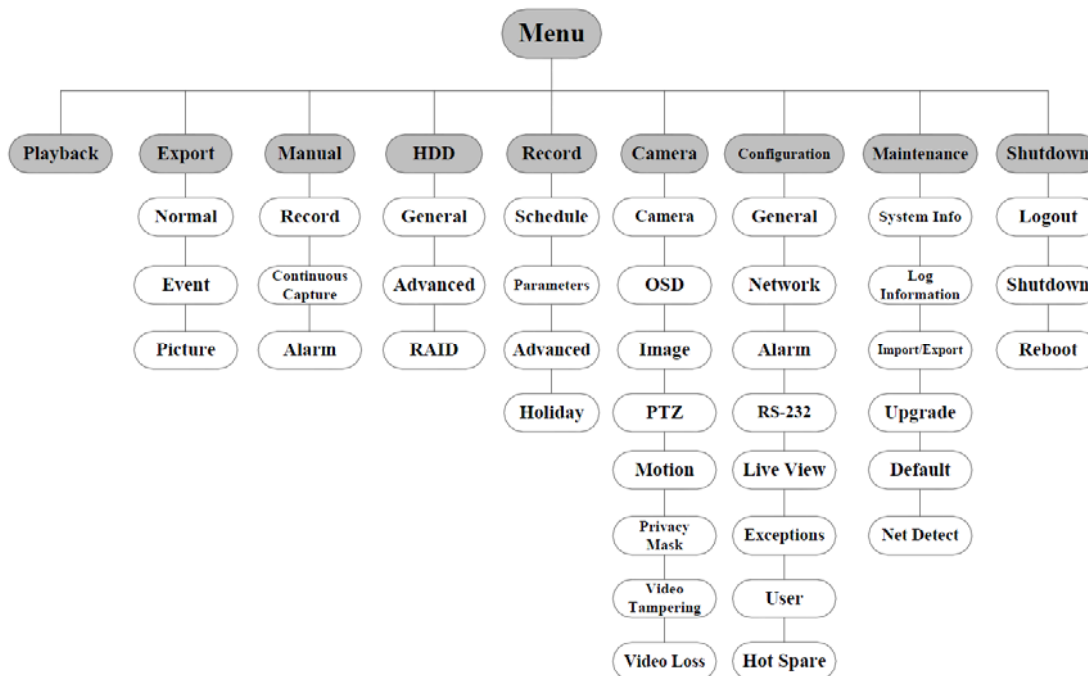 Menu
Playback Export Manual HDD Record Camera Configuration Maintenance Shutdown
Normal Record General Schedule Camera General System Info Logout
Event Continuous Capture Advanced Parameters OSD Network Log Information Shutdown
Picture Alarm RAID Advanced Image Alarm Import/Export Reboot
Holiday PTZ RS-232 Upgrade
Motion Live View Default
Privacy Mask Exceptions Net Detect
Video Tampering User
Video Loss Hot Spare